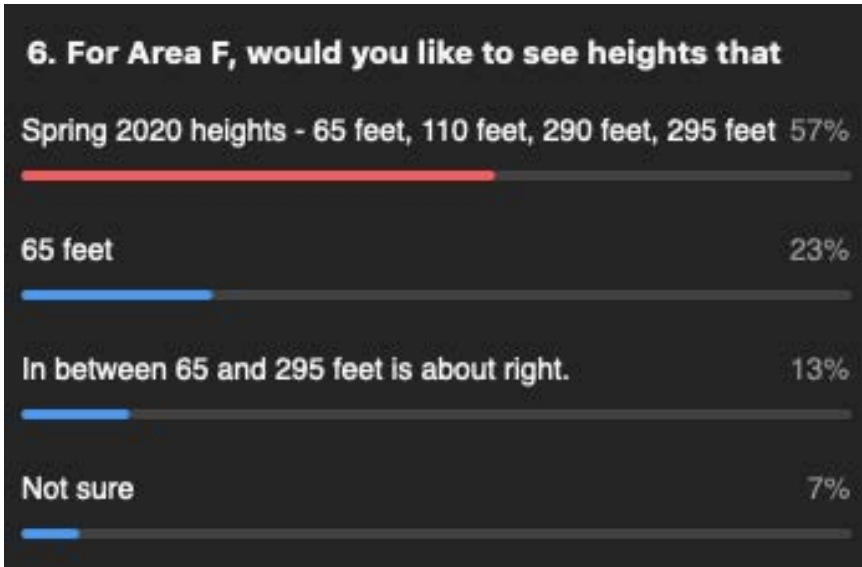 6. For Area F, would you like to see heights that
Spring 2020 heights - 65 feet, 110 feet, 290 feet, 295 feet 57%
65 feet 23%
In between 65 and 295 feet is about right. 13%
Not sure 7%